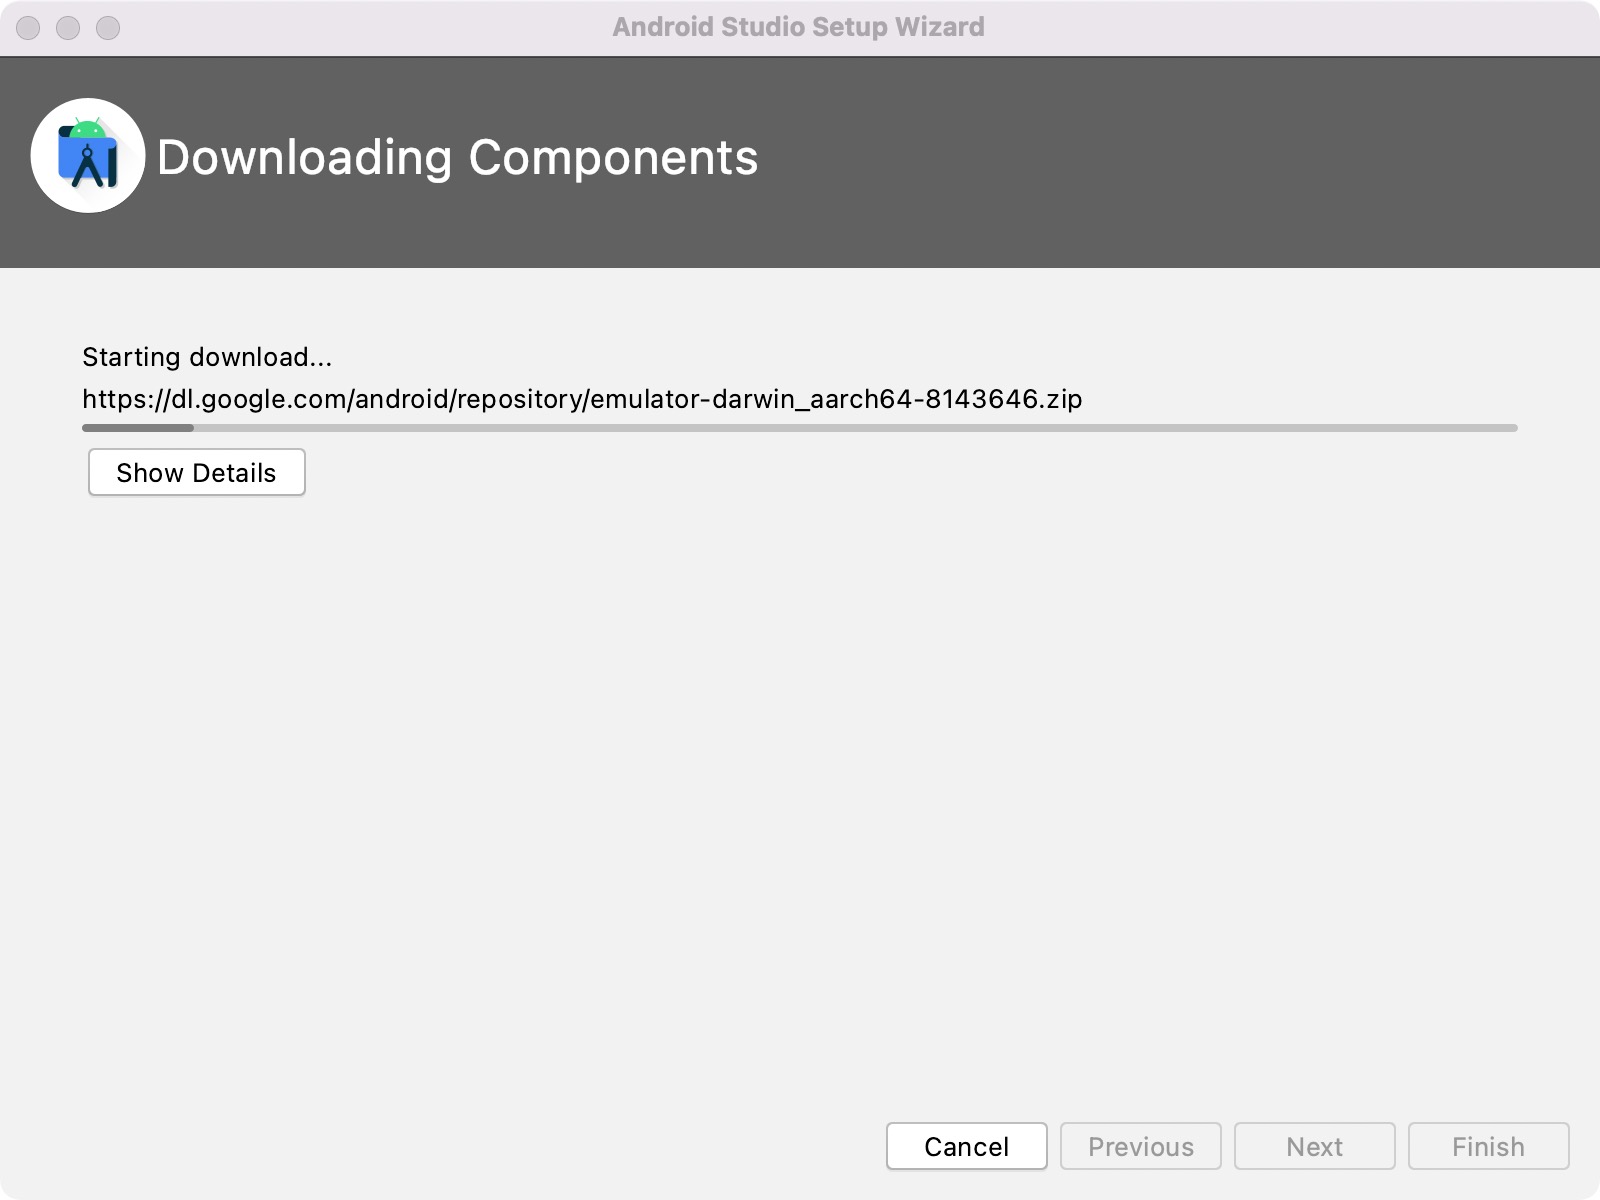 Android Studio Setup Wizard
Downloading Components
Starting download...
https://dl.google.com/android/repository/emulator-darwin_aarch64-8143646.zip
Show Details
Cancel
Previous
Next
Finish